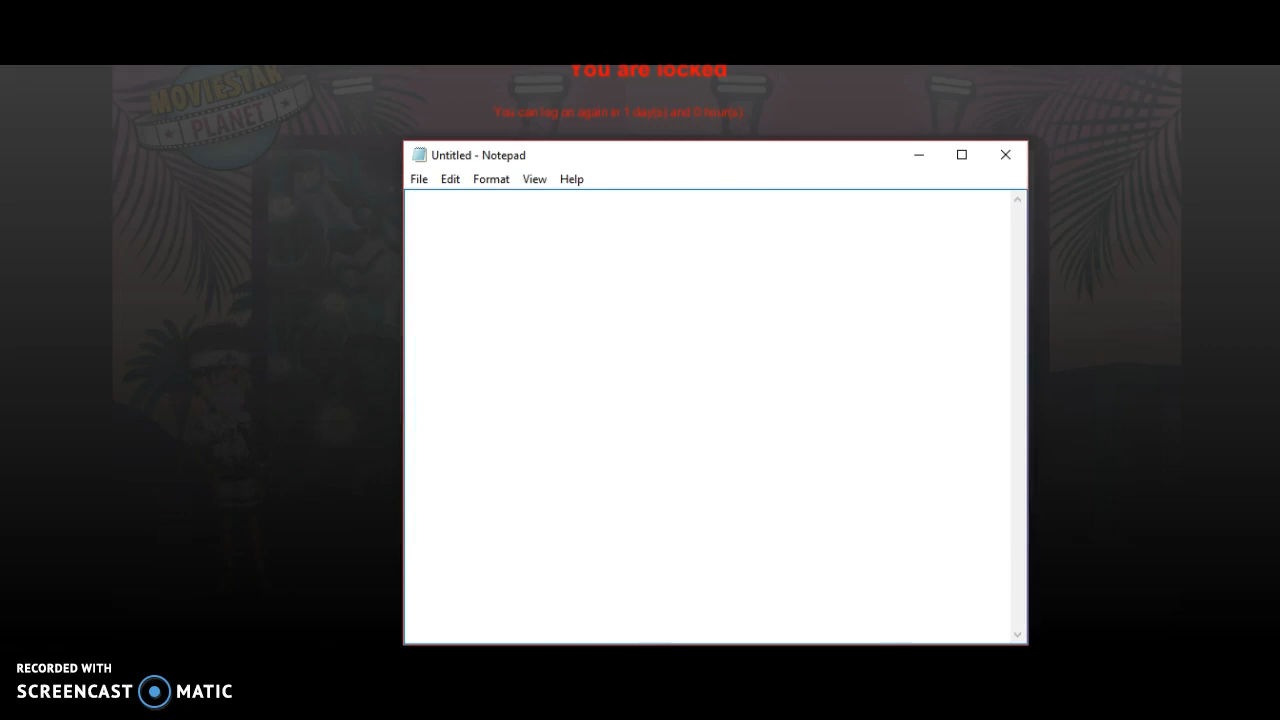 You are locked
MOVIESTAR
PLANET
You can log on again in 1 day(s) and 0 hour(s)
Untitled - Notepad
File Edit Format View Help
RECORDED WITH
SCREENCAST MATIC